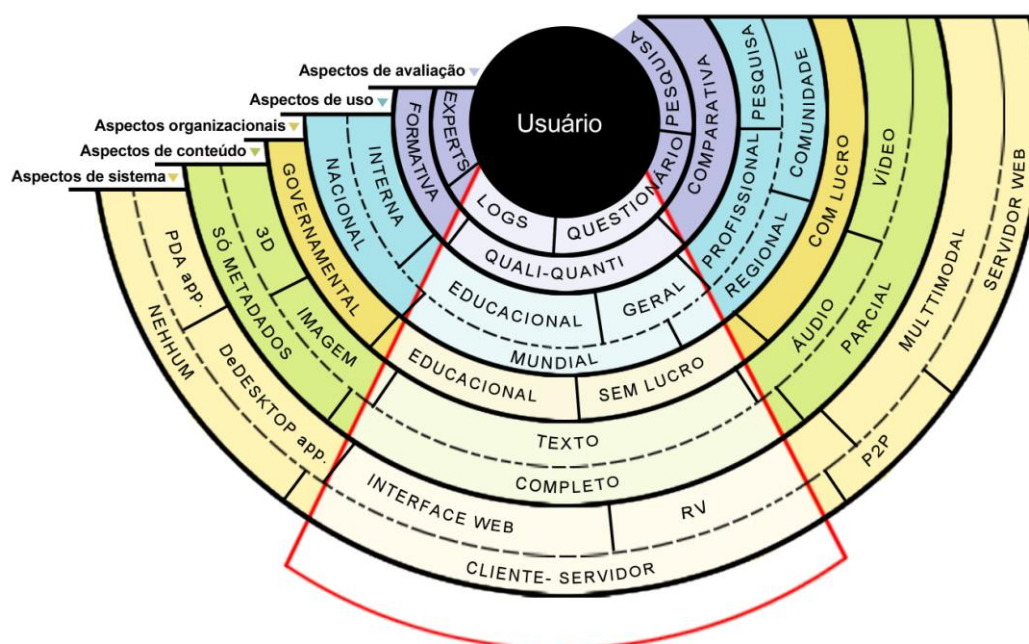 Usuário
Aspectos de avaliação
Aspectos de uso
Aspectos organizacionais
Aspectos de conteúdo
Aspectos de sistema
EXPERTS
LOGS
QUESTIONÁRIO
PESQUISA
FORMATIVA
QUALI-QUANTI
COMPARATIVA
INTERNA
EDUCACIONAL
GERAL
PROFISSIONAL
PESQUISA
NACIONAL
MUNDIAL
REGIONAL
COMUNIDADE
GOVERNAMENTAL
EDUCACIONAL
SEM LUCRO
COM LUCRO
3D
IMAGEM
TEXTO
ÁUDIO
VÍDEO
SÓ METADADOS
COMPLETO
PARCIAL
PDA app.
DeDESKTOP app.
INTERFACE WEB
RV
MULTIMODAL
NEHHUM
CLIENTE- SERVIDOR
P2P
SERVIDOR WEB